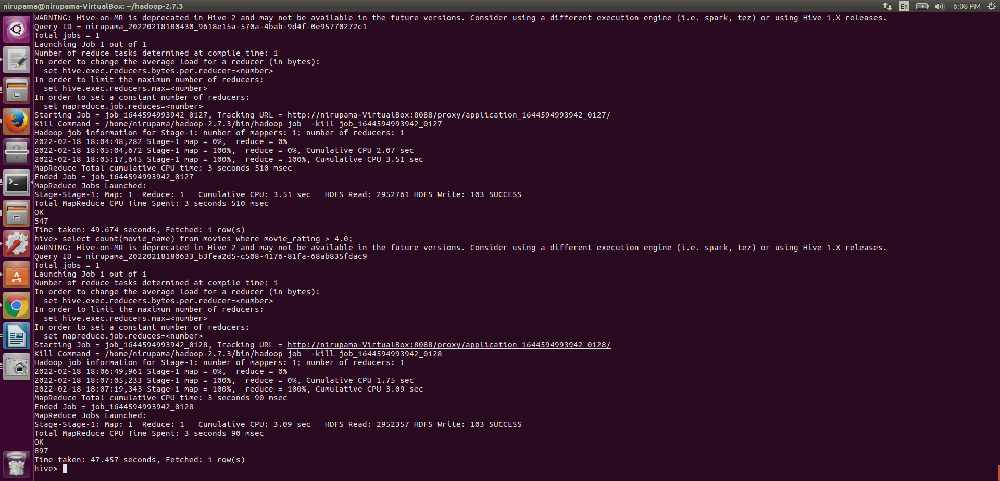 nirupama@nirupama-VirtualBox: ~/hadoop-2.7.3
En
6:08 PM
WARNING: Hive-on-MR is deprecated in Hive 2 and may not be available in the future versions. Consider using a different execution engine (i.e. spark, tez) or using Hive 1.X releases.
Query ID = nirupama_20220218180430_9618e15a-570a-4bab-9d4f-0e95770272c1
Total jobs = 1
Launching Job 1 out of 1
Number of reduce tasks determined at compile time: 1
In order to change the average load for a reducer (in bytes):
  set hive.exec.reducers.bytes.per.reducer=<number>
In order to limit the maximum number of reducers:
  set hive.exec.reducers.max=<number>
In order to set a constant number of reducers:
  set mapreduce.job.reduces=<number>
Starting Job = job_1644594993942_0127, Tracking URL = http://nirupama-VirtualBox:8088/proxy/application_1644594993942_0127/
Kill Command = /home/nirupama/hadoop-2.7.3/bin/hadoop job  -kill job_1644594993942_0127
Hadoop job information for Stage-1: number of mappers: 1; number of reducers: 1
2022-02-18 18:04:48,282 Stage-1 map = 0%,  reduce = 0%
2022-02-18 18:05:04,672 Stage-1 map = 100%,  reduce = 0%, Cumulative CPU 2.07 sec
2022-02-18 18:05:17,645 Stage-1 map = 100%,  reduce = 100%, Cumulative CPU 3.51 sec
MapReduce Total cumulative CPU time: 3 seconds 510 msec
Ended Job = job_1644594993942_0127
MapReduce Jobs Launched:
Stage-Stage-1: Map: 1  Reduce: 1   Cumulative CPU: 3.51 sec   HDFS Read: 2952761 HDFS Write: 103 SUCCESS
Total MapReduce CPU Time Spent: 3 seconds 510 msec
OK
547
Time taken: 49.674 seconds, Fetched: 1 row(s)
hive> select count(movie_name) from movies where movie_rating > 4.0;
WARNING: Hive-on-MR is deprecated in Hive 2 and may not be available in the future versions. Consider using a different execution engine (i.e. spark, tez) or using Hive 1.X releases.
Query ID = nirupama_20220218180633_b3fea2d5-c508-4176-81fa-68ab835fdac9
Total jobs = 1
Launching Job 1 out of 1
Number of reduce tasks determined at compile time: 1
In order to change the average load for a reducer (in bytes):
  set hive.exec.reducers.bytes.per.reducer=<number>
In order to limit the maximum number of reducers:
  set hive.exec.reducers.max=<number>
In order to set a constant number of reducers:
  set mapreduce.job.reduces=<number>
Starting Job = job_1644594993942_0128, Tracking URL = http://nirupama-VirtualBox:8088/proxy/application_1644594993942_0128/
Kill Command = /home/nirupama/hadoop-2.7.3/bin/hadoop job  -kill job_1644594993942_0128
Hadoop job information for Stage-1: number of mappers: 1; number of reducers: 1
2022-02-18 18:06:49,961 Stage-1 map = 0%,  reduce = 0%
2022-02-18 18:07:05,233 Stage-1 map = 100%,  reduce = 0%, Cumulative CPU 1.75 sec
2022-02-18 18:07:19,343 Stage-1 map = 100%,  reduce = 100%, Cumulative CPU 3.09 sec
MapReduce Total cumulative CPU time: 3 seconds 90 msec
Ended Job = job_1644594993942_0128
MapReduce Jobs Launched:
Stage-Stage-1: Map: 1  Reduce: 1   Cumulative CPU: 3.09 sec   HDFS Read: 2952357 HDFS Write: 103 SUCCESS
Total MapReduce CPU Time Spent: 3 seconds 90 msec
OK
897
Time taken: 47.457 seconds, Fetched: 1 row(s)
hive>